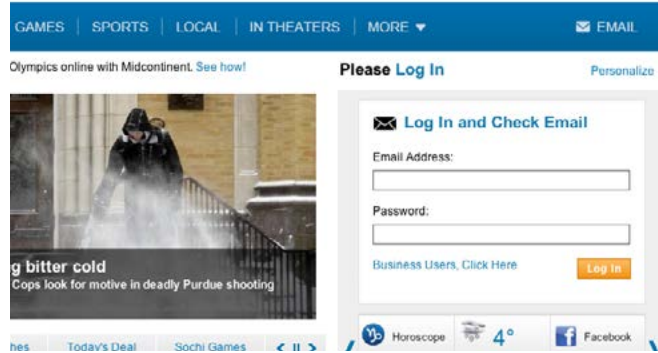 GAMES SPORTS LOCAL IN THEATERS MORE EMAIL
Olympics online with Midcontinent. See how!
Please Log In Personalize
Log In and Check Email
Email Address:
Password:
Business Users, Click Here Log In
g bitter cold
Cops look for motive in deadly Purdue shooting
hes Today's Deal Sochi Games
Horoscope 4° Facebook